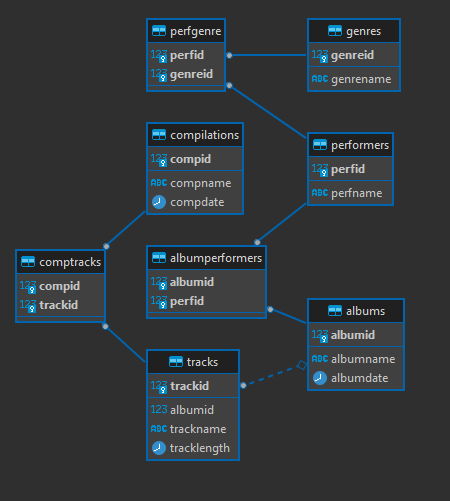 perfgenre
123 perfid
123 genreid
genres
123 genreid
ABC genrename
compilations
123 compid
ABC compname
compdate
performers
123 perfid
ABC perfname
comptracks
123 compid
123 trackid
albumperformers
123 albumid
123 perfid
albums
123 albumid
ABC albumname
albumdate
tracks
123 trackid
123 albumid
ABC trackname
tracklength